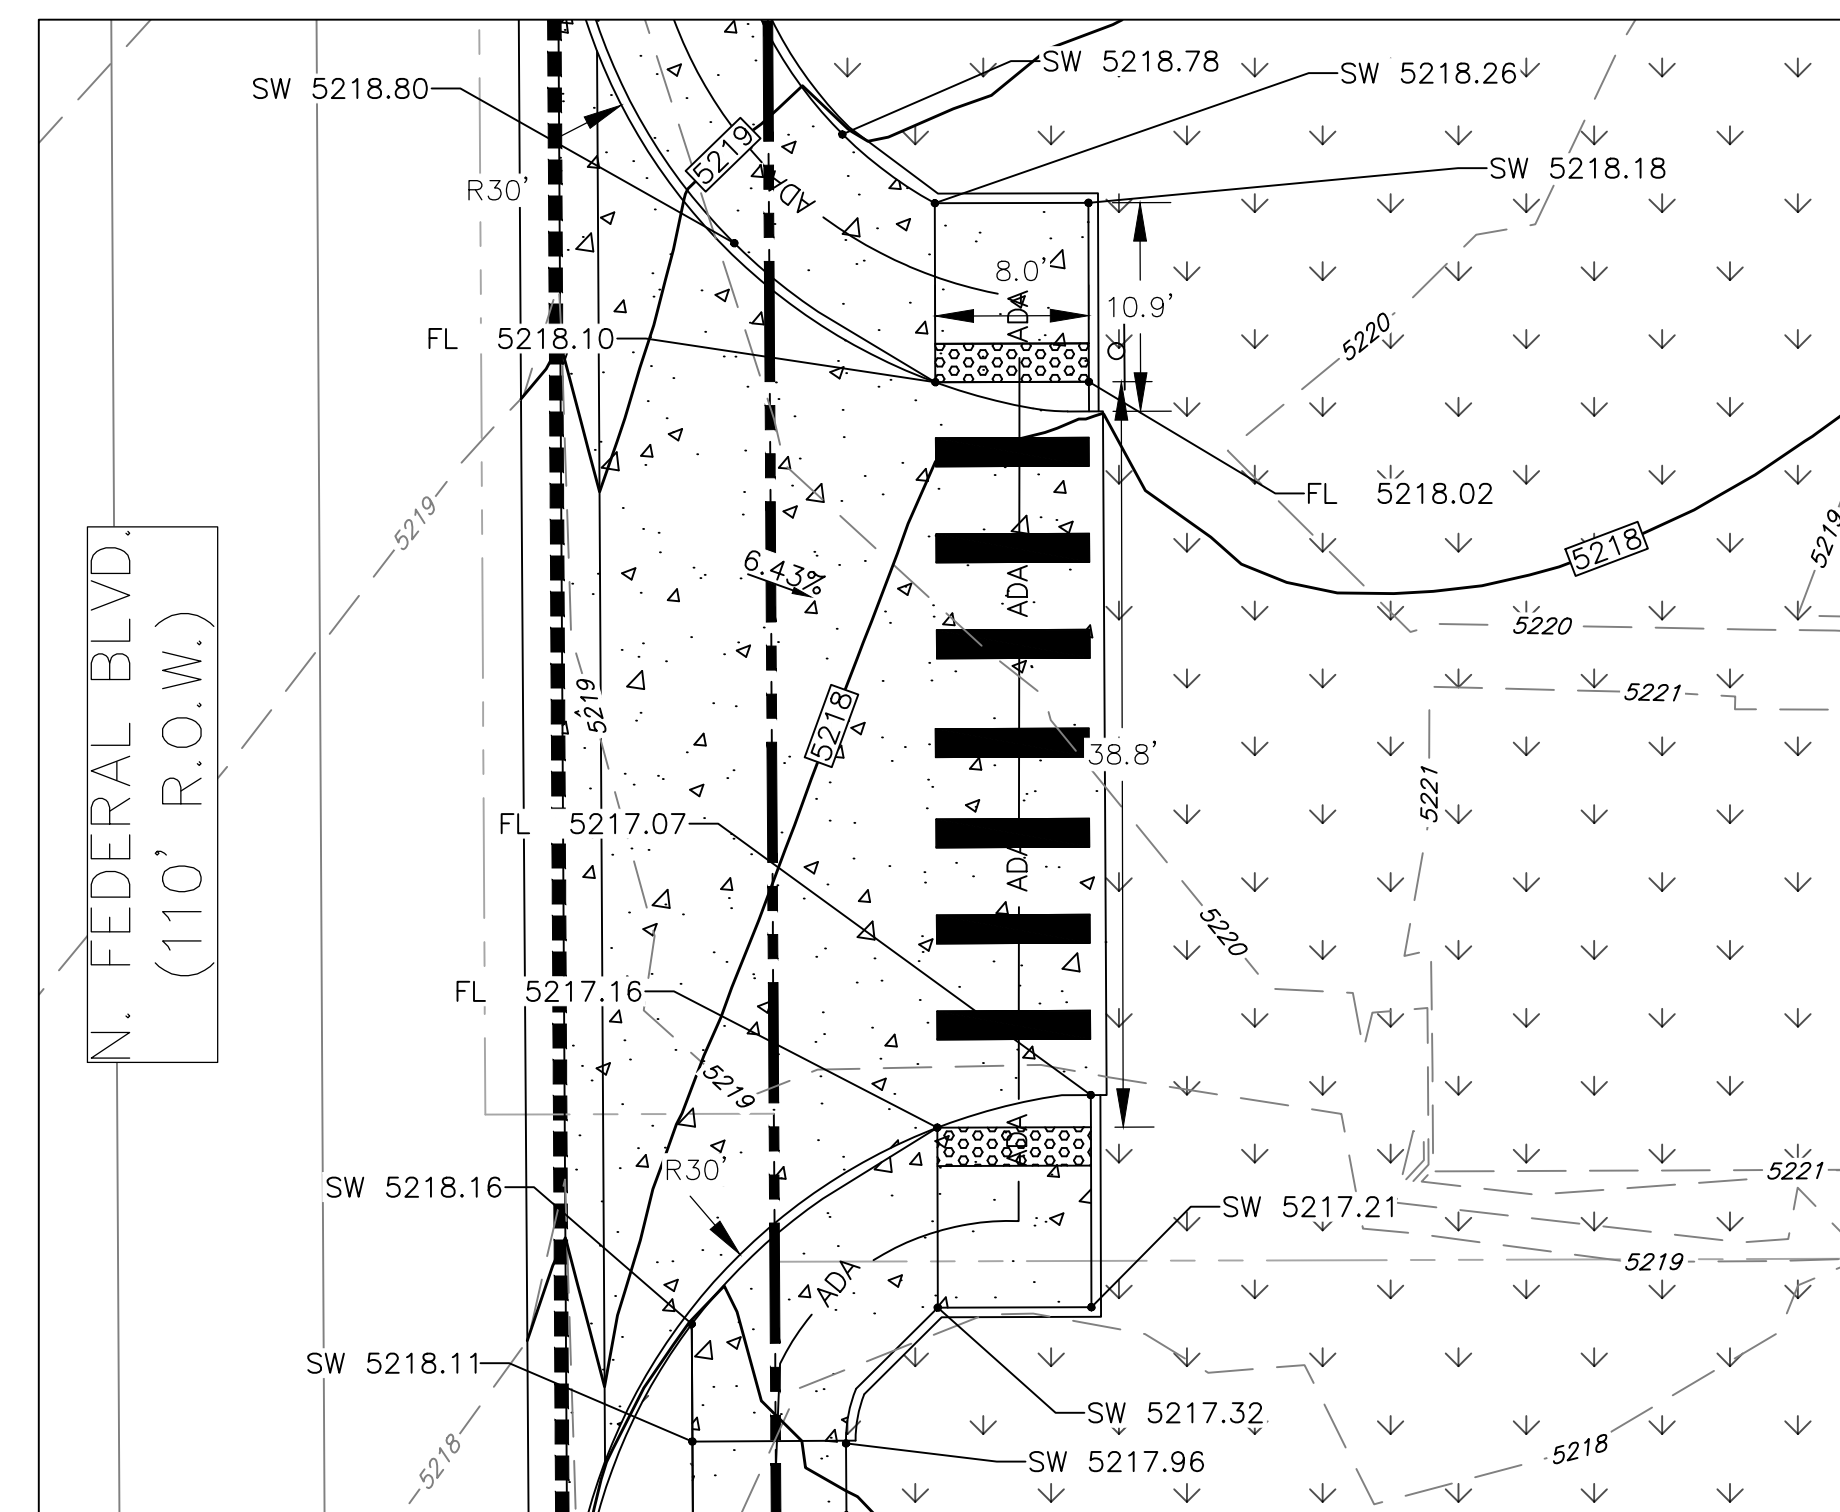 SW 5218.78
SW 5218.26
SW 5218.80
5219
SW 5218.18
R30'
ADA
8.0'
10.9'
ADA
FL 5218.10
5220
FL 5218.02
5219
5218
5219
6.43%
ADA
5220
N. FEDERAL BLVD.
(110' R.O.W.)
5219
5221
5218
38.8'
5221
FL 5217.07
ADA
5220
FL 5217.16
5219
ADA
R30'
5221
SW 5218.16
SW 5217.21
5219
ADA
SW 5218.11
SW 5217.32
5218
5218
SW 5217.96